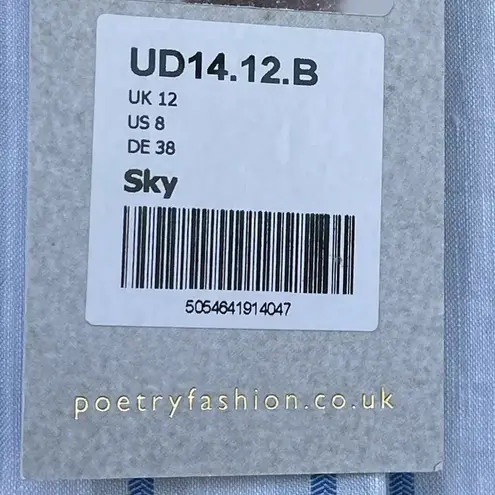 UD14.12.B
UK 12
US 8
DE 38
Sky
5054641914047
poetryfashion.co.uk